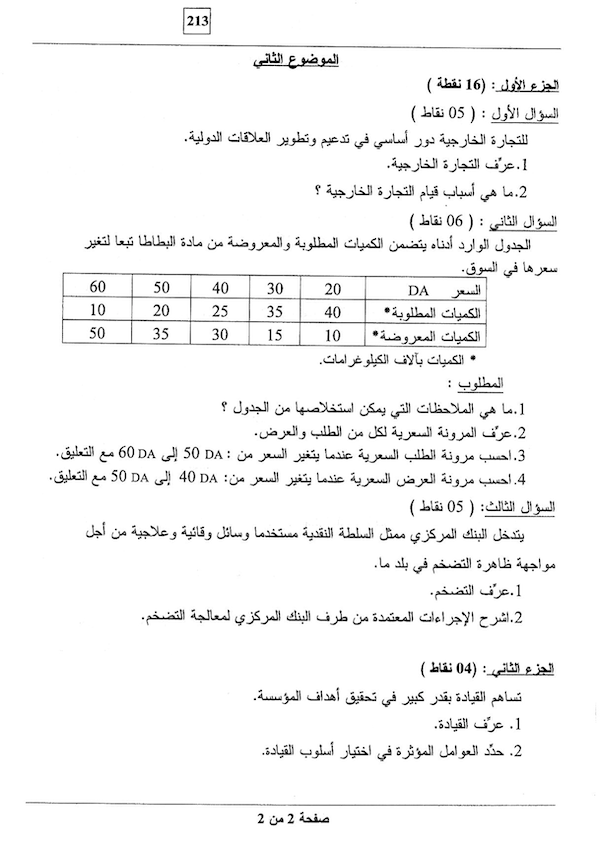 213
الموضوع الثاني
الجزء الأول : (16 نقطة )
السؤال الأول : ( 05 نقاط )
للتجارة الخارجية دور أساسي في تدعيم وتطوير العلاقات الدولية.
1.عرِّف التجارة الخارجية.
2.ما هي أسباب قيام التجارة الخارجية ؟
السؤال الثاني : ( 06 نقاط )
الجدول الوارد أدناه يتضمن الكميات المطلوبة والمعروضة من مادة البطاطا تبعا لتغير
سعرها في السوق.
السعر DA 20 30 40 50 60
الكميات المطلوبة* 40 35 25 20 10
الكميات المعروضة* 10 15 30 35 50
* الكميات بآلاف الكيلوغرامات.
المطلوب :
1.ما هي الملاحظات التي يمكن استخلاصها من الجدول ؟
2.عرِّف المرونة السعرية لكل من الطلب والعرض.
3.احسب مرونة الطلب السعرية عندما يتغير السعر من : 50 DA إلى 60 DA مع التعليق.
4.احسب مرونة العرض السعرية عندما يتغير السعر من: 40 DA إلى 50 DA مع التعليق.
السؤال الثالث: ( 05 نقاط )
يتدخل البنك المركزي ممثل السلطة النقدية مستخدما وسائل وقائية وعلاجية من أجل
مواجهة ظاهرة التضخم في بلد ما.
1.عرِّف التضخم.
2.اشرح الإجراءات المعتمدة من طرف البنك المركزي لمعالجة التضخم.
الجزء الثاني : (04 نقاط )
تساهم القيادة بقدر كبير في تحقيق أهداف المؤسسة.
1. عرِّف القيادة.
2. حدِّد العوامل المؤثرة في اختيار أسلوب القيادة.
صفحة 2 من 2